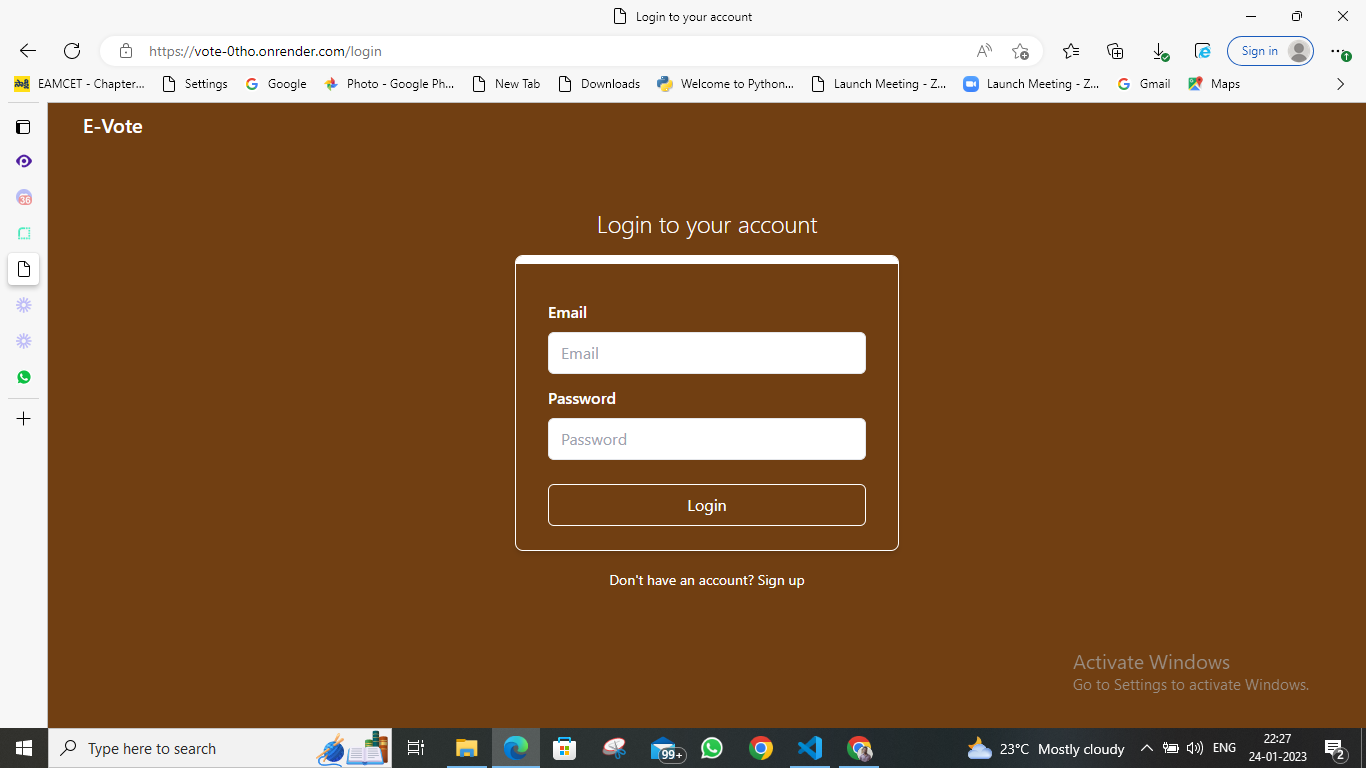 Login to your account
https://vote-0tho.onrender.com/login
Sign in
EAMCET - Chapter...
Settings
Google
Photo - Google Ph...
New Tab
Downloads
Welcome to Python...
Launch Meeting - Z...
Launch Meeting - Z...
Gmail
Maps
36
E-Vote
Login to your account
Email
Email
Password
Password
Login
Don't have an account? Sign up
Activate Windows
Go to Settings to activate Windows.
Type here to search
99+
23°C Mostly cloudy
ENG
22:27
24-01-2023
2